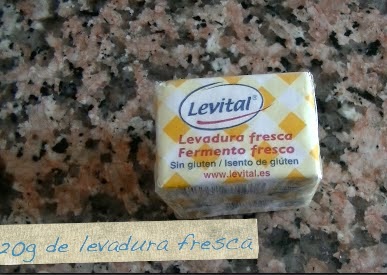 Levital®
Levadura fresca
Fermento fresco
Sin gluten / Isento de glúten
www.levital.es
20g de levadura fresca